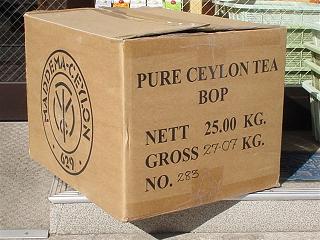 MADDEMA-CEYLON
629
PURE CEYLON TEA
BOP
NETT 25.00 KG.
GROSS 27.07 KG.
NO. 283